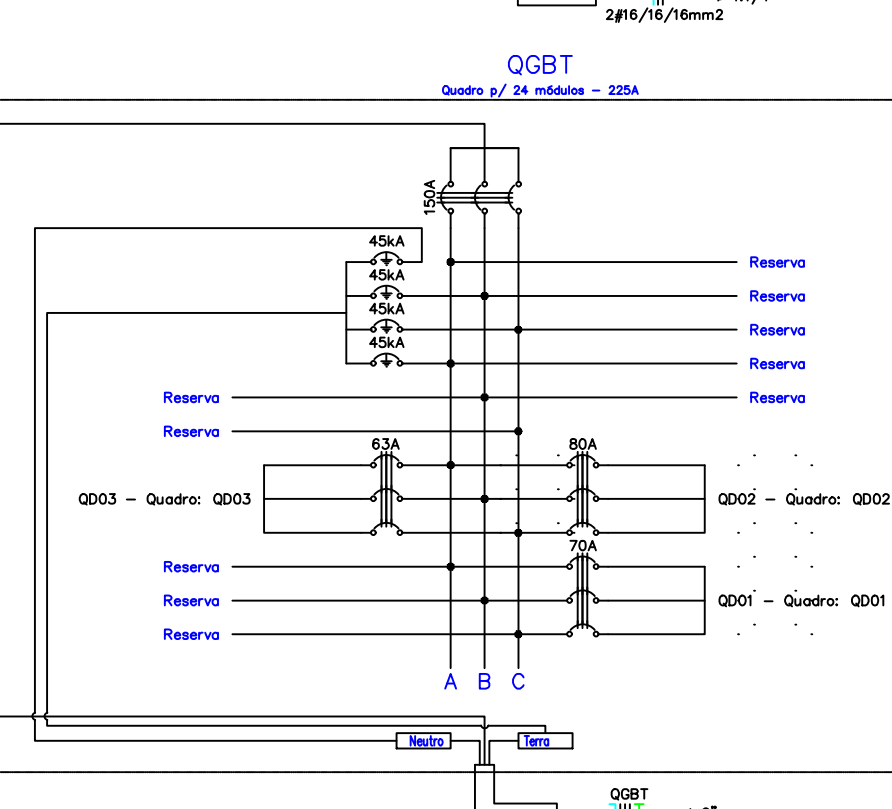 2#16/16/16mm2
QGBT
Quadro p/ 24 módulos - 225A
150A
45kA
Reserva
45kA
Reserva
45kA
Reserva
45kA
Reserva
Reserva
Reserva
Reserva
63A
80A
QD03 - Quadro: QD03
QD02 - Quadro: QD02
70A
Reserva
Reserva
QD01 - Quadro: QD01
Reserva
A B C
Neutro
Terra
QGBT